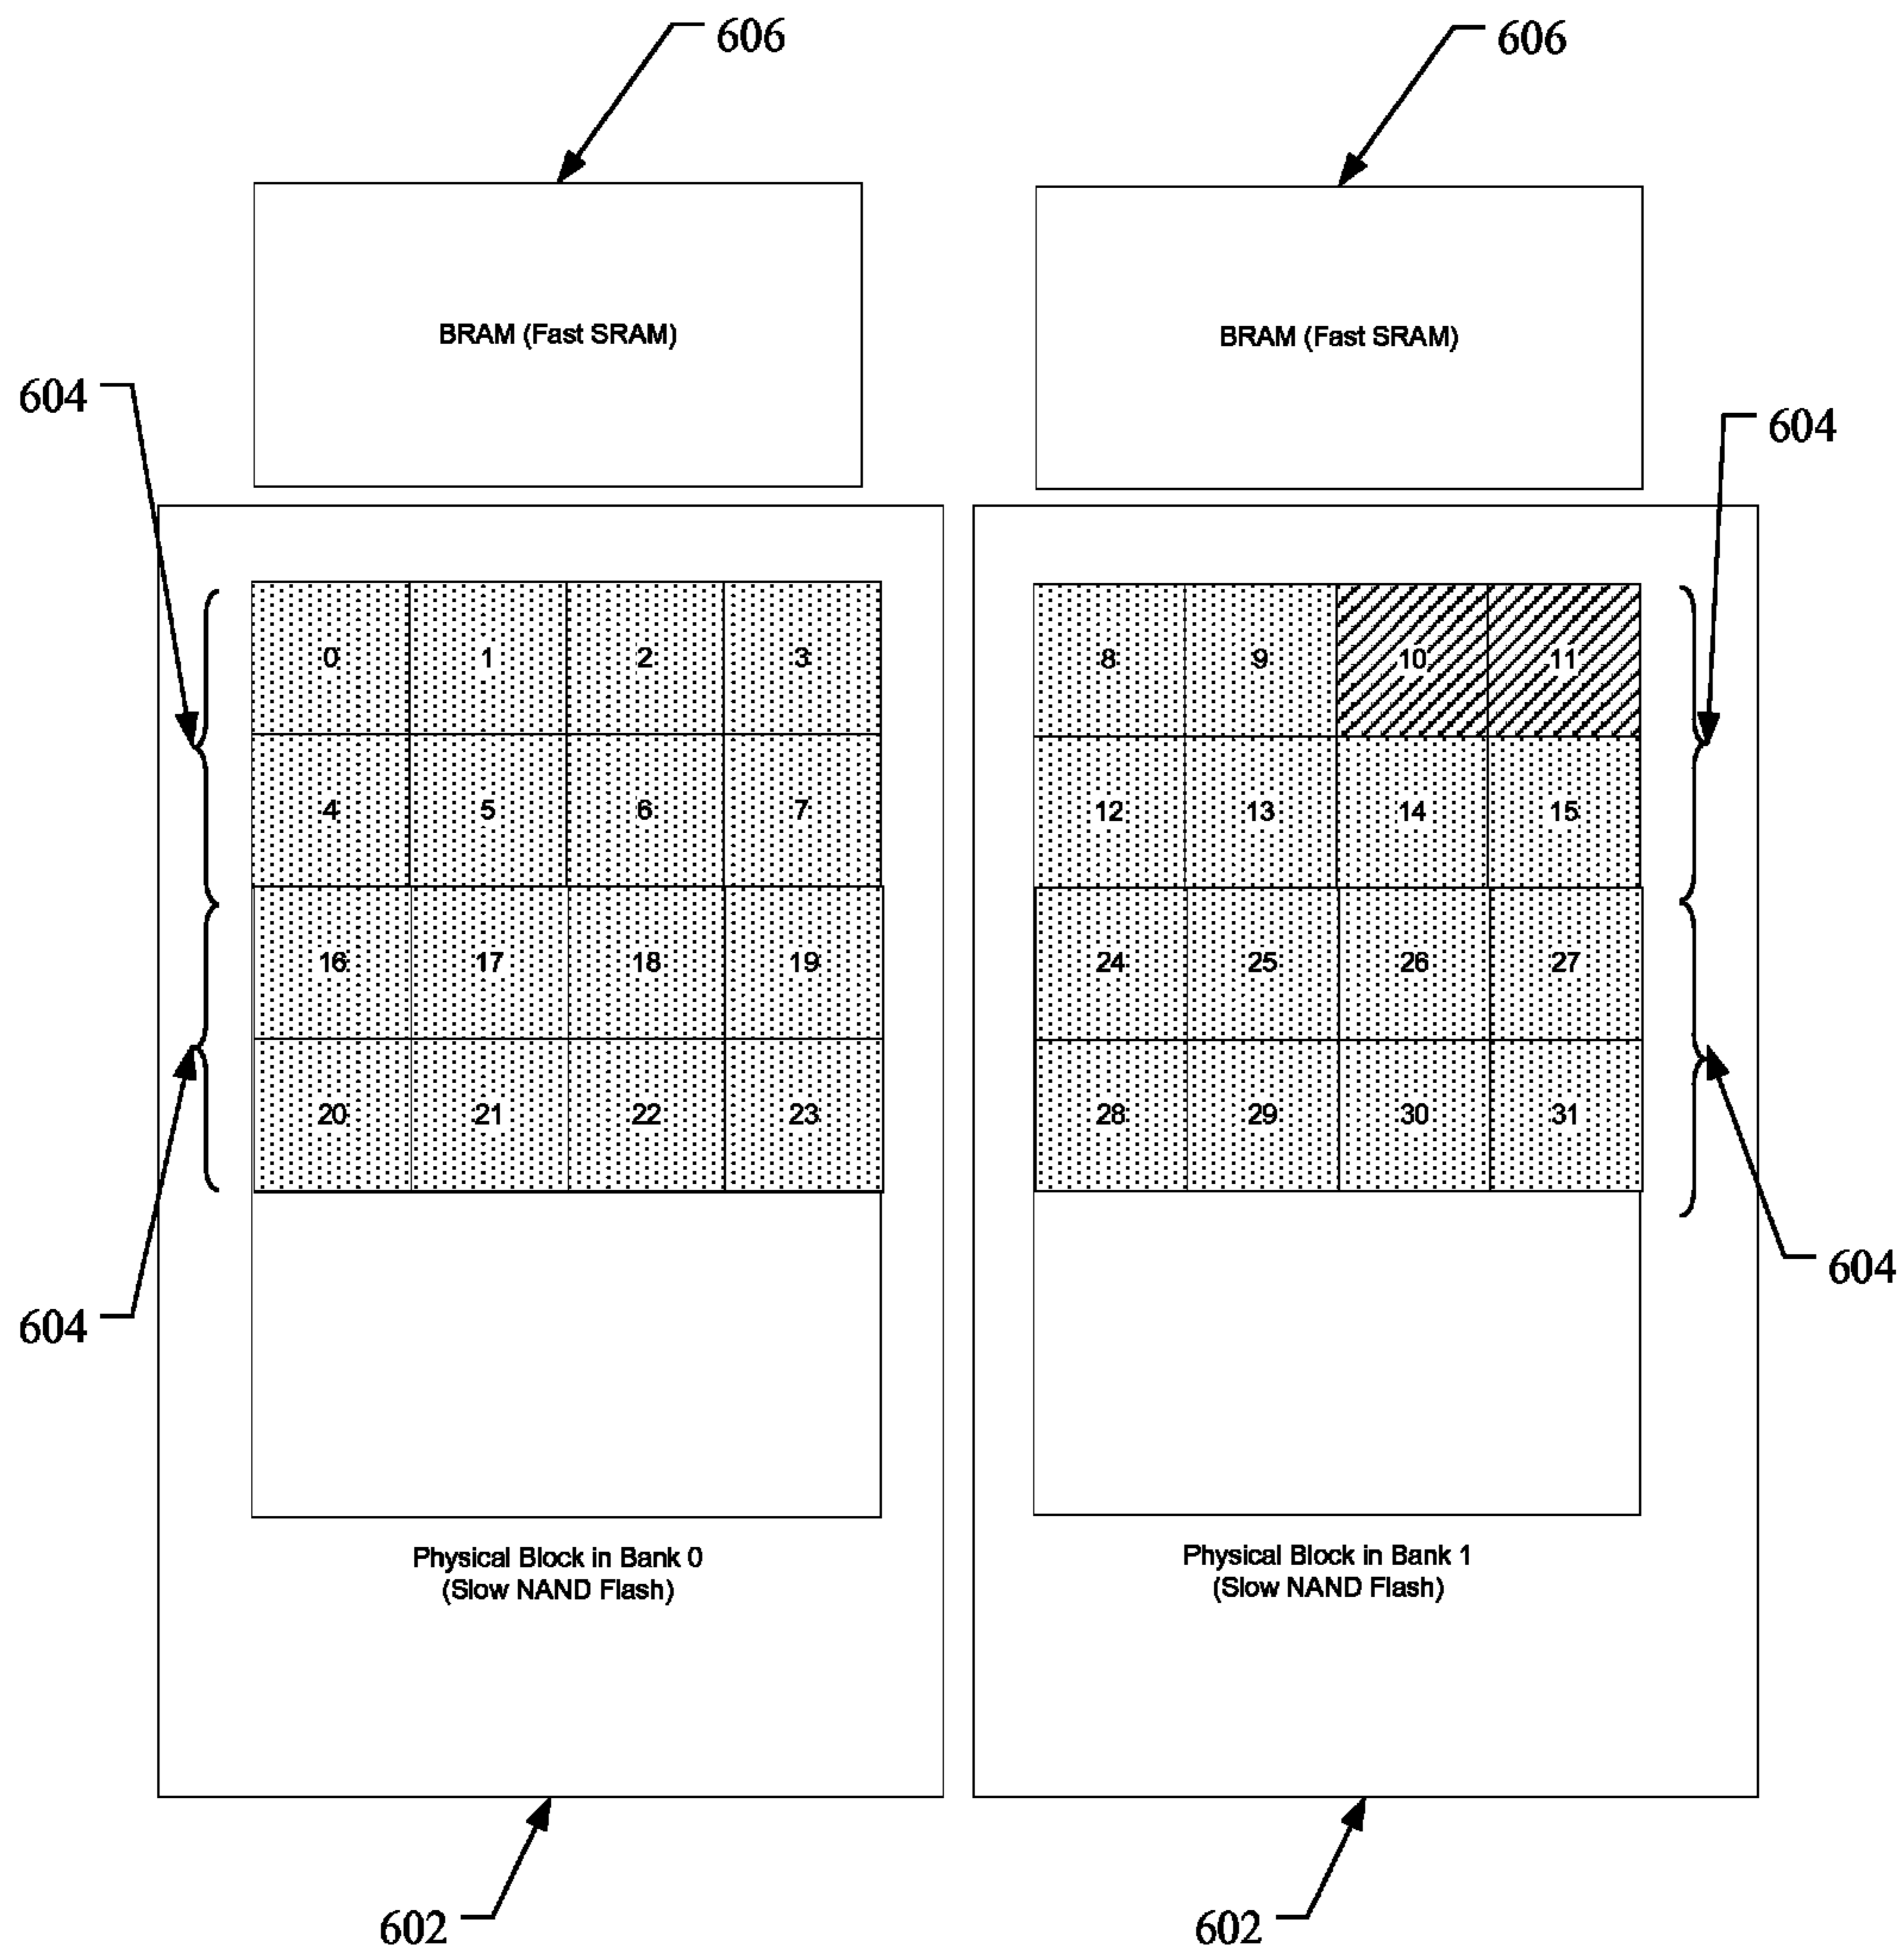 606 606
BRAM (Fast SRAM) BRAM (Fast SRAM)
604 604
0 1 2 3 8 9 10 11
4 5 6 7 12 13 14 15
16 17 18 19 24 25 26 27
20 21 22 23 28 29 30 31
604
604
Physical Block in Bank 0
(Slow NAND Flash)
Physical Block in Bank 1
(Slow NAND Flash)
602 602